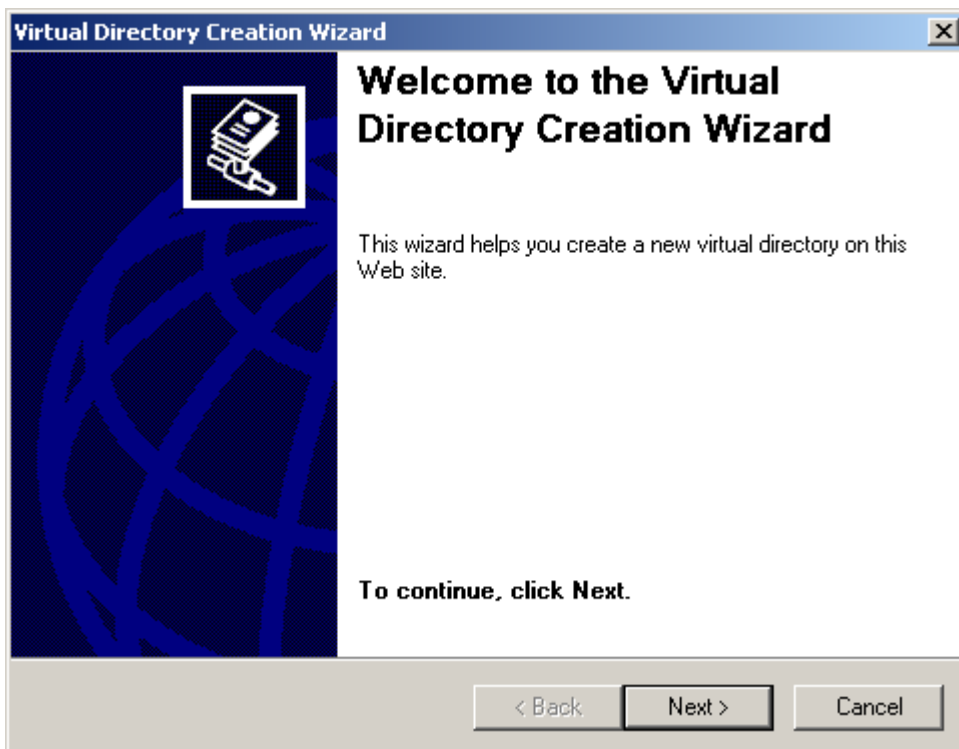 Virtual Directory Creation Wizard
Welcome to the Virtual
Directory Creation Wizard
This wizard helps you create a new virtual directory on this
Web site.
To continue, click Next.
< Back
Next >
Cancel